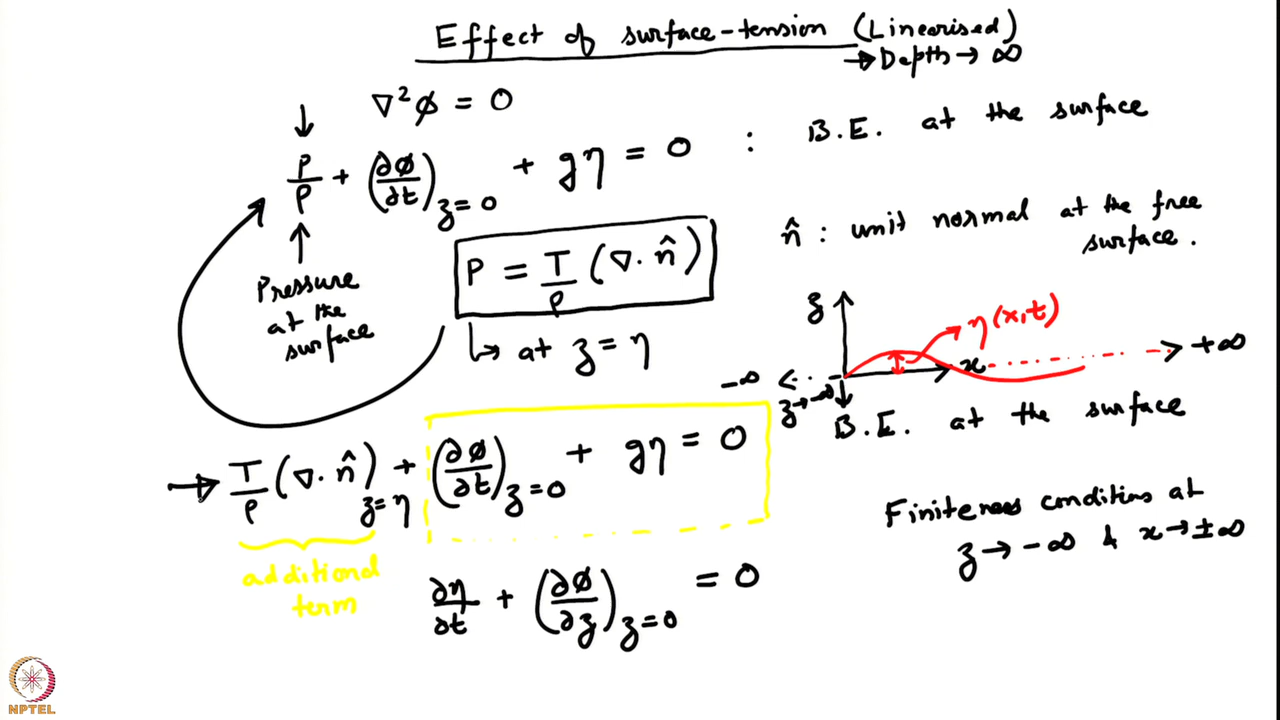 Effect of surface-tension (Linearised)
→ Depth → ∞
∇²φ = 0
P/ρ + (∂φ/∂t)_{z=0} + gη = 0 : B.E. at the surface
Pressure
at the
surface
P = T/ρ (∇. n̂)
↳ at z = η
n̂ : unit normal at the free
surface.
z
η(x,t)
x
+∞
-∞
z→-∞
B.E. at the surface
→ T/ρ (∇. n̂)_{z=η} + (∂φ/∂t)_{z=0} + gη = 0
additional
term
∂η/∂t + (∂φ/∂z)_{z=0} = 0
Finiteness conditions at
z → -∞ & x → ±∞
NPTEL